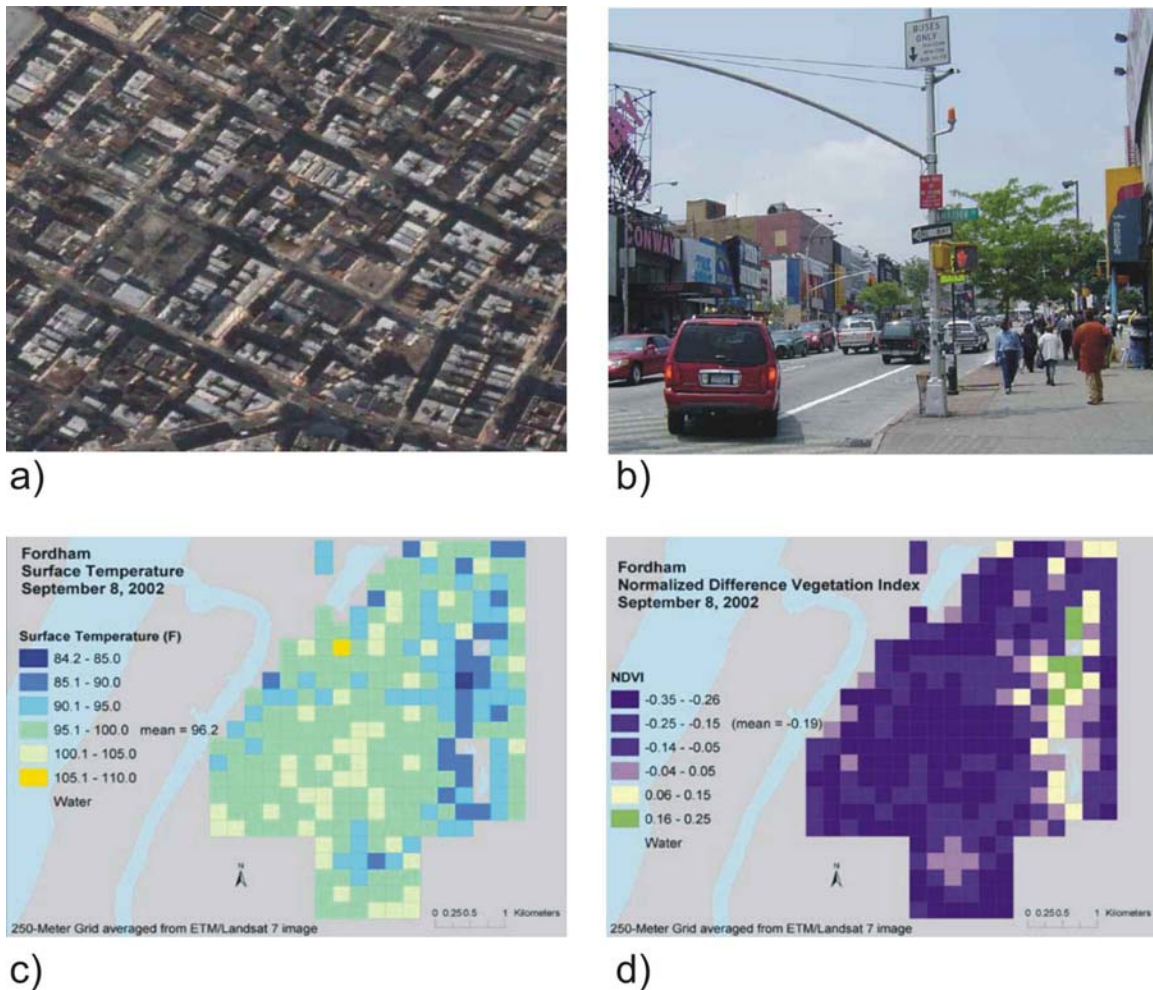 BUSES
ONLY
CONWAY
a)
b)
Fordham
Surface Temperature
September 8, 2002
Surface Temperature (F)
84.2 - 85.0
85.1 - 90.0
90.1 - 95.0
95.1 - 100.0 mean = 96.2
100.1 - 105.0
105.1 - 110.0
Water
N
0 0.250.5 1 Kilometers
250-Meter Grid averaged from ETM/Landsat 7 image
Fordham
Normalized Difference Vegetation Index
September 8, 2002
NDVI
-0.35 - -0.26
-0.25 - -0.15 (mean = -0.19)
-0.14 - -0.05
-0.04 - 0.05
0.06 - 0.15
0.16 - 0.25
Water
N
0 0.250.5 1 Kilometers
250-Meter Grid averaged from ETM/Landsat 7 image
c)
d)